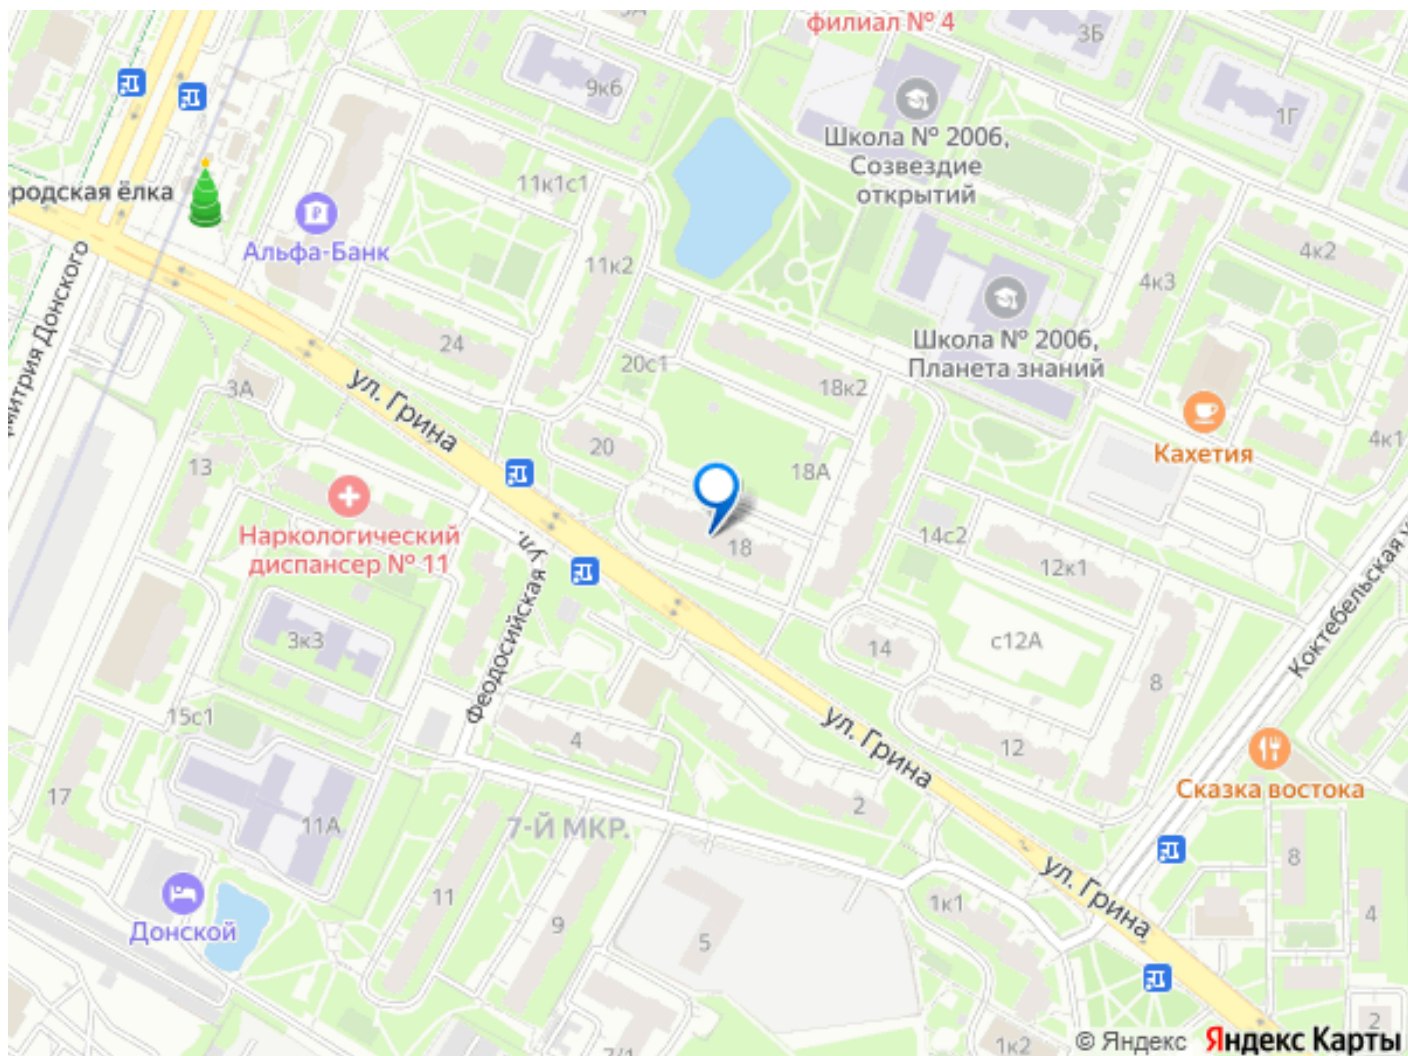 филиал № 4
3Б
9к6
1Г
Школа № 2006,
Созвездие
открытий
11к1с1
ородская ёлка
Альфа-Банк
11к2
4к2
4к3
Школа № 2006,
Планета знаний
24
20с1
18к2
3А
ул. Грина
Кахетия
4к1
20
13
18А
Наркологический
диспансер № 11
18
14с2
12к1
Феодосийская ул.
Коктебельская у
митрия Донского
3к3
14
с12А
8
15с1
4
ул. Грина
12
Сказка востока
17
11А
7-Й МКР.
2
8
11
9
1к1
ул. Грина
4
Донской
5
2
1к2
© Яндекс Яндекс Карты